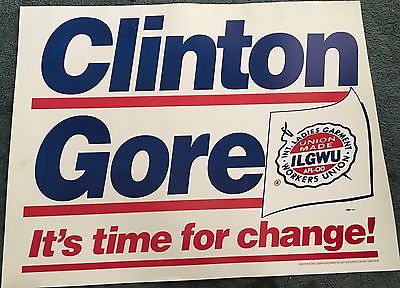 Clinton
Gore
INT'L LADIES GARMENT
UNION
MADE
ILGWU
AFL-CIO
WORKERS UNION
®
It's time for change!